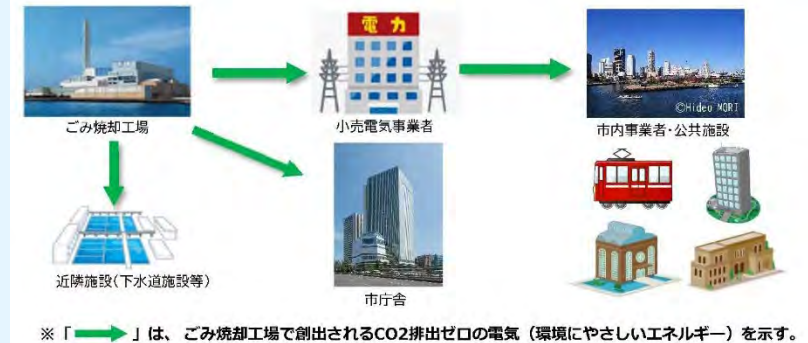 電力
ごみ焼却工場
小売電気事業者
©Hideo MORI
市内事業者・公共施設
近隣施設(下水道施設等)
市庁舎
※「 」は、 ごみ焼却工場で創出されるCO2排出ゼロの電気（環境にやさしいエネルギー）を示す。